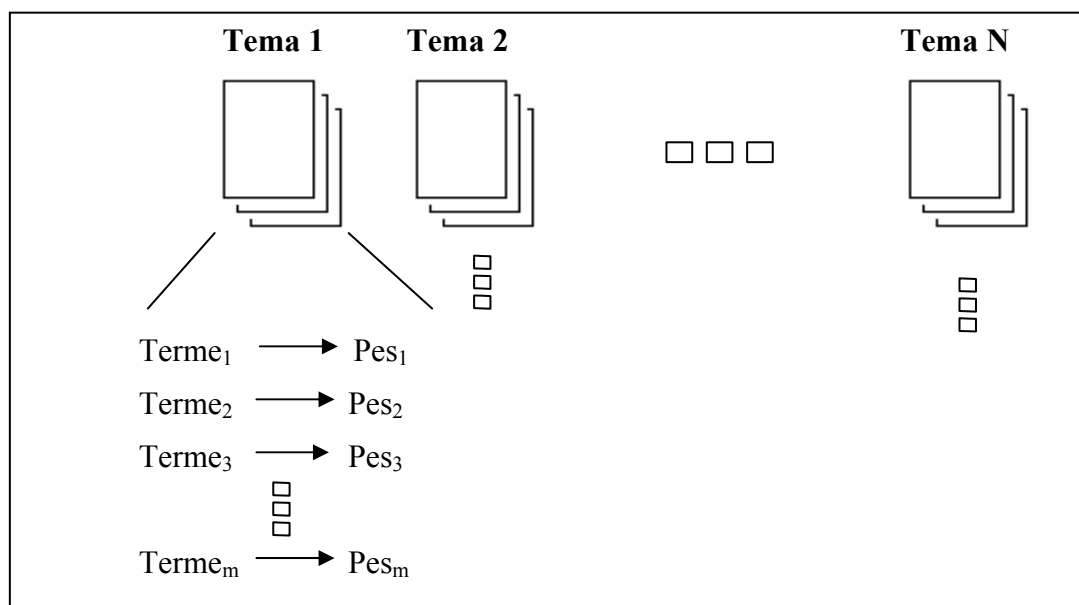 Tema 1 Tema 2 Tema N
Terme₁ Pes₁
Terme₂ Pes₂
Terme₃ Pes₃
Termeₘ Pesₘ